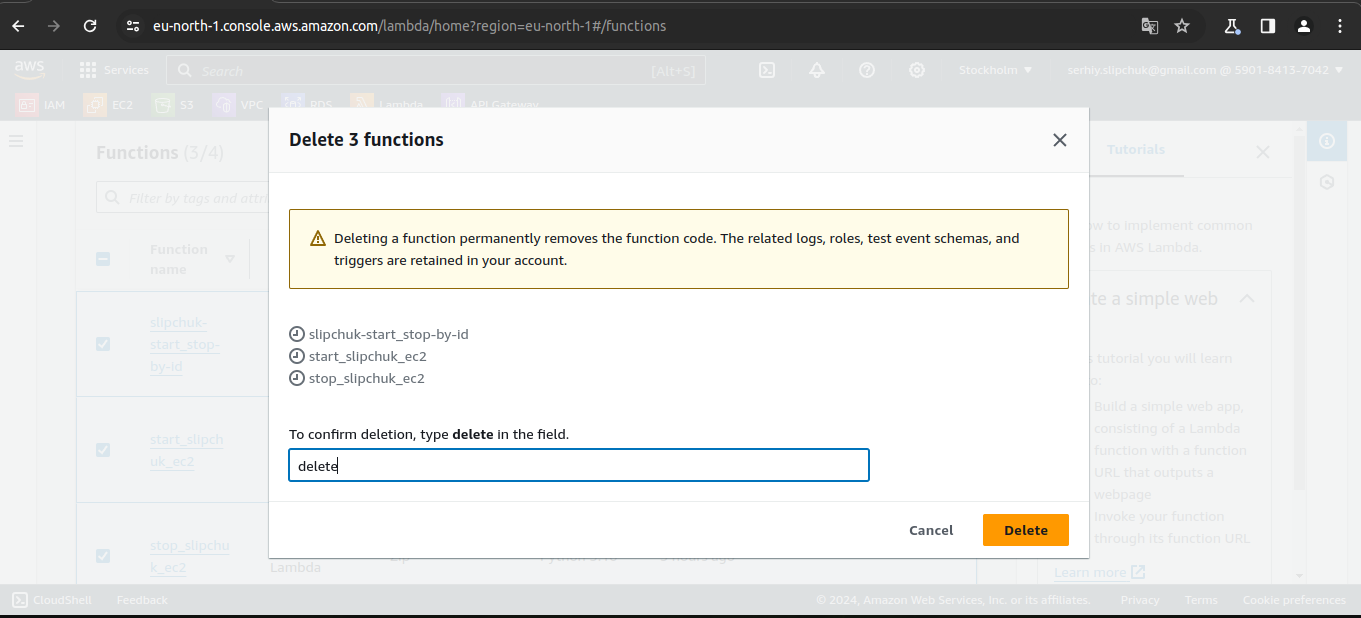 eu-north-1.console.aws.amazon.com/lambda/home?region=eu-north-1#/functions
aws
Services
Search
[Alt+S]
Stockholm
serhiy.slipchuk@gmail.com @ 5901-8413-7042
IAM
EC2
S3
VPC
RDS
Lambda
API Gateway
Functions (3/4)
Filter by tags and attri
Function
name
slipchuk-
start_stop-
by-id
start_slipch
uk_ec2
stop_slipchu
k_ec2
Lambda
Delete 3 functions
Deleting a function permanently removes the function code. The related logs, roles, test event schemas, and
triggers are retained in your account.
slipchuk-start_stop-by-id
start_slipchuk_ec2
stop_slipchuk_ec2
To confirm deletion, type delete in the field.
delete
Cancel
Delete
Tutorials
w to implement common
s in AWS Lambda.
te a simple web
s tutorial you will learn
o:
Build a simple web app,
consisting of a Lambda
function with a function
URL that outputs a
webpage
Invoke your function
through its function URL
Learn more
CloudShell
Feedback
© 2024, Amazon Web Services, Inc. or its affiliates.
Privacy
Terms
Cookie preferences